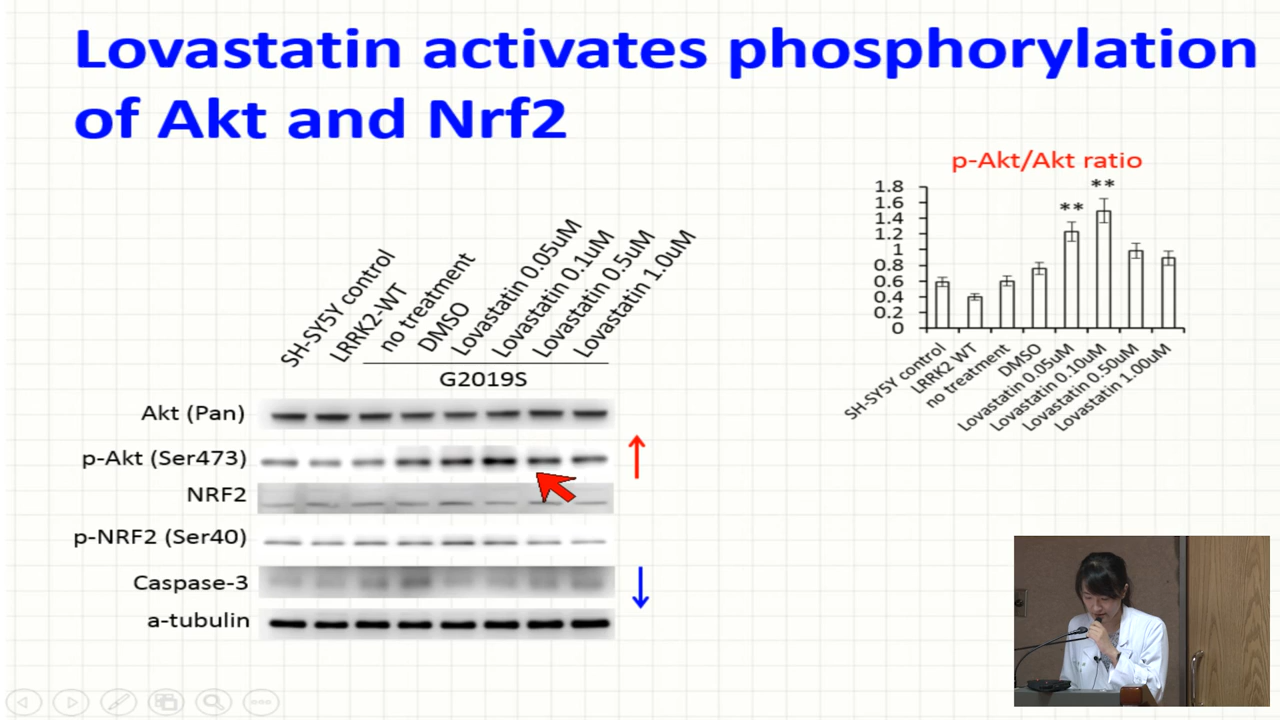 Lovastatin activates phosphorylation
of Akt and Nrf2
p-Akt/Akt ratio
1.8
1.6
1.4
1.2
1
0.8
0.6
0.4
0.2
0
**
**
SH-SY5Y control
LRRK2 WT
no treatment
DMSO
Lovastatin 0.05uM
Lovastatin 0.10uM
Lovastatin 0.50uM
Lovastatin 1.00uM
SH-SY5Y control
LRRK2-WT
no treatment
DMSO
Lovastatin 0.05uM
Lovastatin 0.1uM
Lovastatin 0.5uM
Lovastatin 1.0uM
G2019S
Akt (Pan)
p-Akt (Ser473)
NRF2
p-NRF2 (Ser40)
Caspase-3
a-tubulin